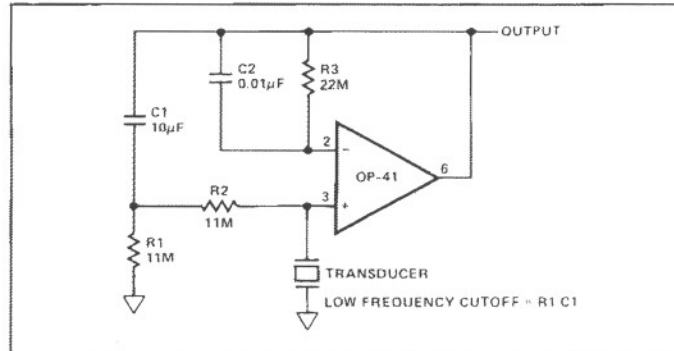 OUTPUT
C2
0.01µF
R3
22M
C1
10µF
2
−
OP-41
6
3
+
R2
11M
R1
11M
TRANSDUCER
LOW FREQUENCY CUTOFF = R1 C1